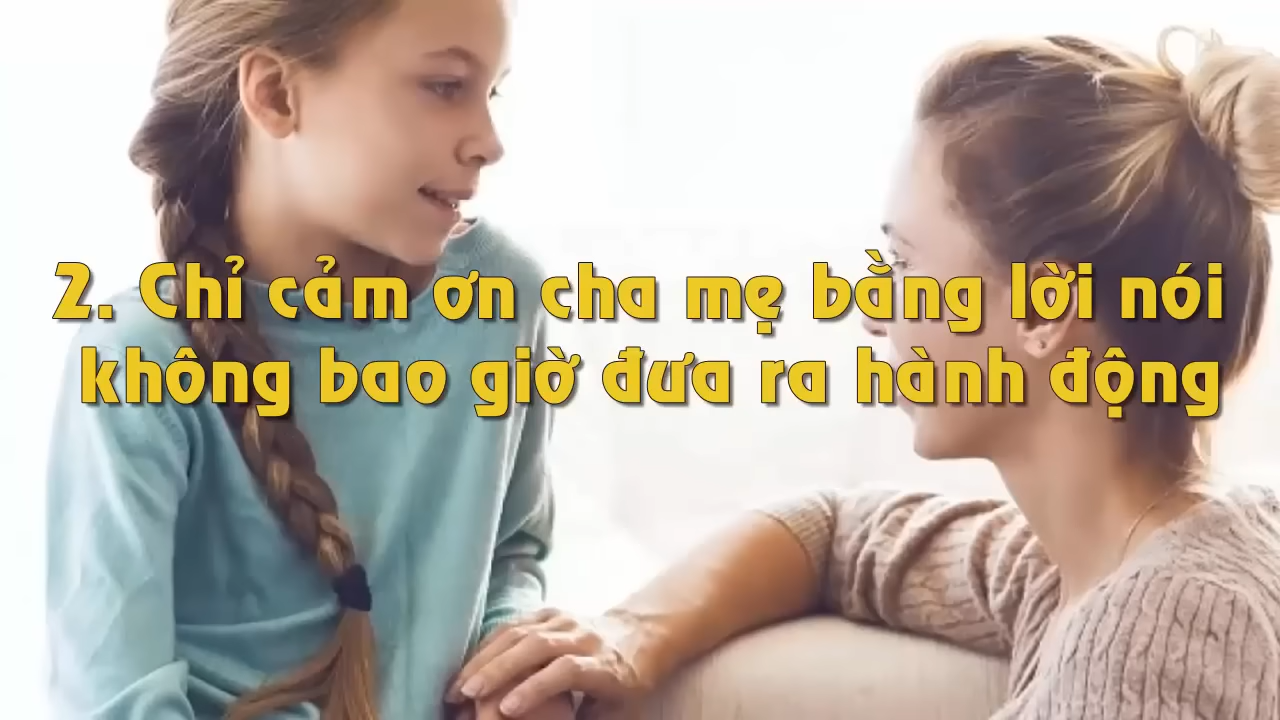 2. Chỉ cảm ơn cha mẹ bằng lời nói
không bao giờ đưa ra hành động